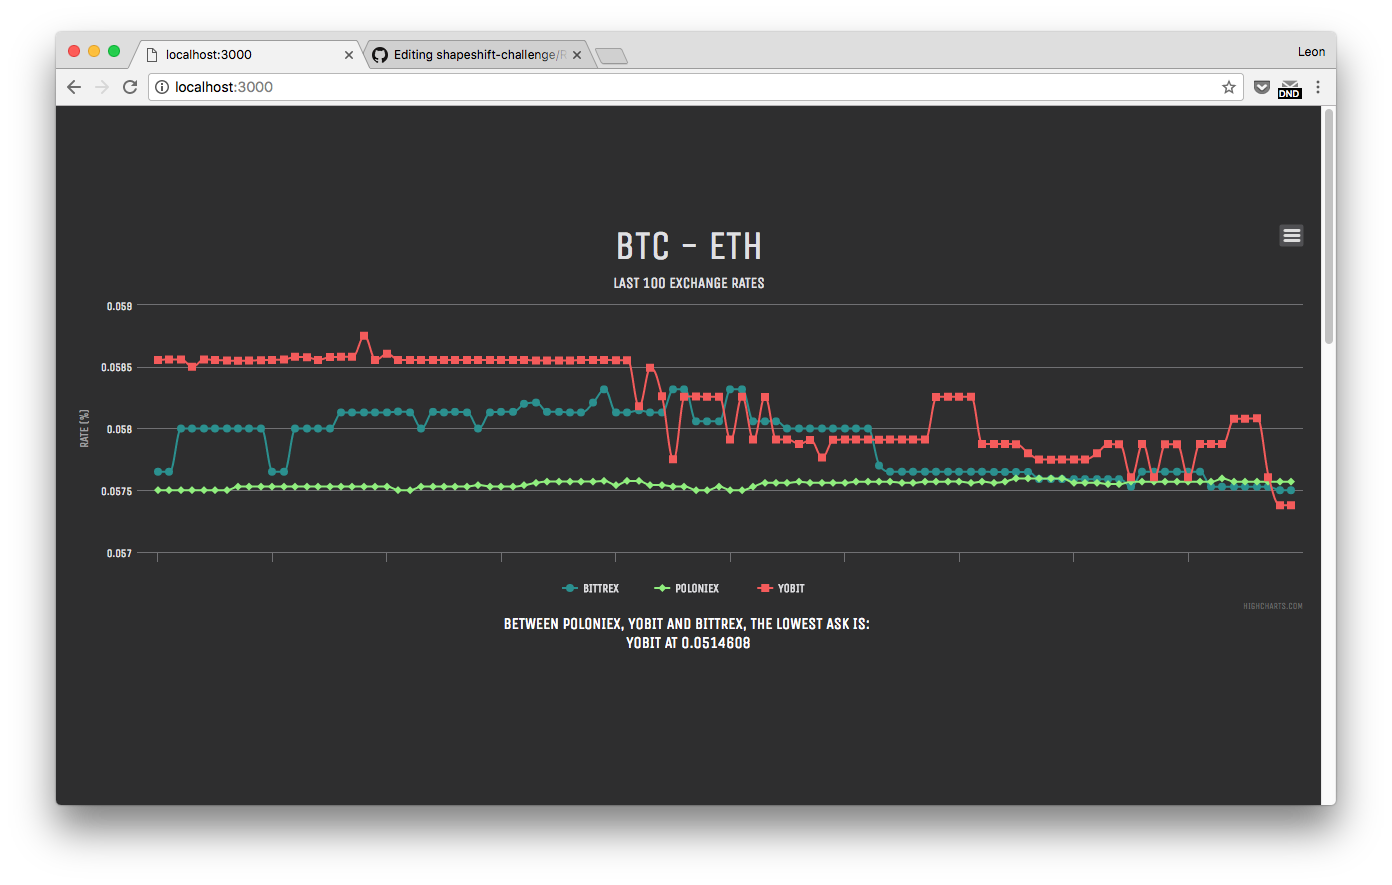 localhost:3000
Editing shapeshift-challenge/R
Leon
localhost:3000
DND
BTC - ETH
LAST 100 EXCHANGE RATES
0.059
0.0585
0.058
0.0575
0.057
RATE (%)
BITTREX POLONIEX YOBIT
HIGHCHARTS.COM
BETWEEN POLONIEX, YOBIT AND BITTREX, THE LOWEST ASK IS:
YOBIT AT 0.0514608